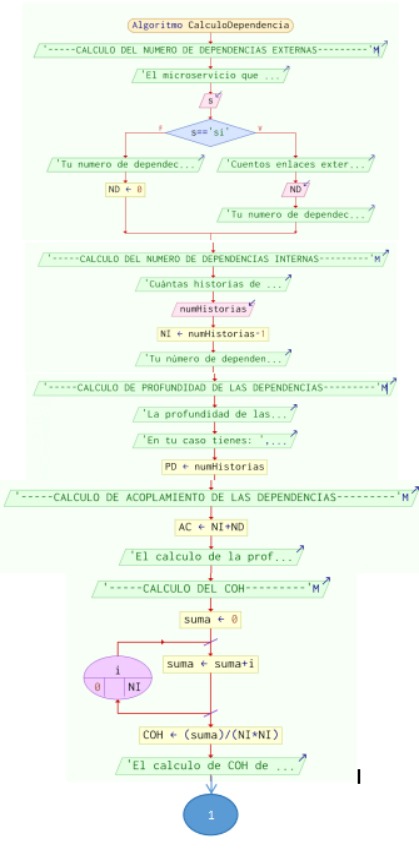 Algoritmo CalculoDependencia
'-----CALCULO DEL NUMERO DE DEPENDENCIAS EXTERNAS---------'M
'El microservicio que ...
s
s=='si'
F V
'Tu numero de dependec... 'Cuentos enlaces exter...
ND ← 0 ND
'Tu numero de dependec...
'-----CALCULO DEL NUMERO DE DEPENDENCIAS INTERNAS---------'M
'Cuántas historias de ...
numHistorias
NI ← numHistorias-1
'Tu número de dependen...
'-----CALCULO DE PROFUNDIDAD DE LAS DEPENDENCIAS---------'M
'La profundidad de las...
'En tu caso tienes: ',...
PD ← numHistorias
'-----CALCULO DE ACOPLAMIENTO DE LAS DEPENDENCIAS---------'M
AC ← NI+ND
'El calculo de la prof...
'-----CALCULO DEL COH---------'M
suma ← 0
i
0 NI
suma ← suma+i
COH ← (suma)/(NI*NI)
'El calculo de COH de ...
1